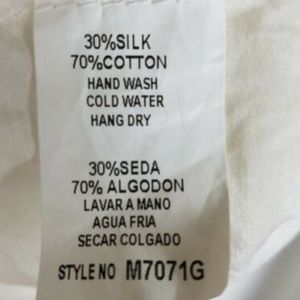 30%SILK
70%COTTON
HAND WASH
COLD WATER
HANG DRY
30%SEDA
70% ALGODON
LAVAR A MANO
AGUA FRIA
SECAR COLGADO
STYLE NO M7071G